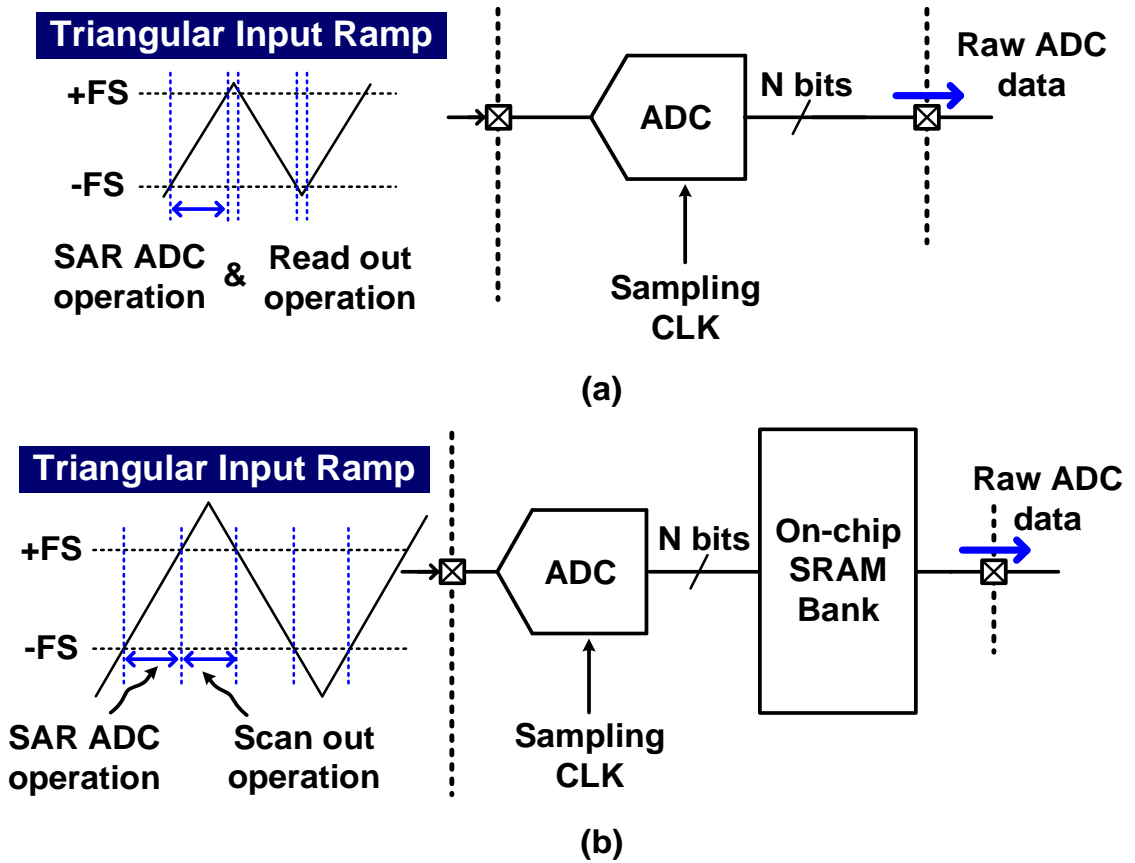 Triangular Input Ramp
+FS
-FS
SAR ADC
operation
&
Read out
operation
ADC
N bits
Raw ADC
data
Sampling
CLK
(a)
Triangular Input Ramp
+FS
-FS
SAR ADC
operation
Scan out
operation
ADC
N bits
On-chip
SRAM
Bank
Raw ADC
data
Sampling
CLK
(b)